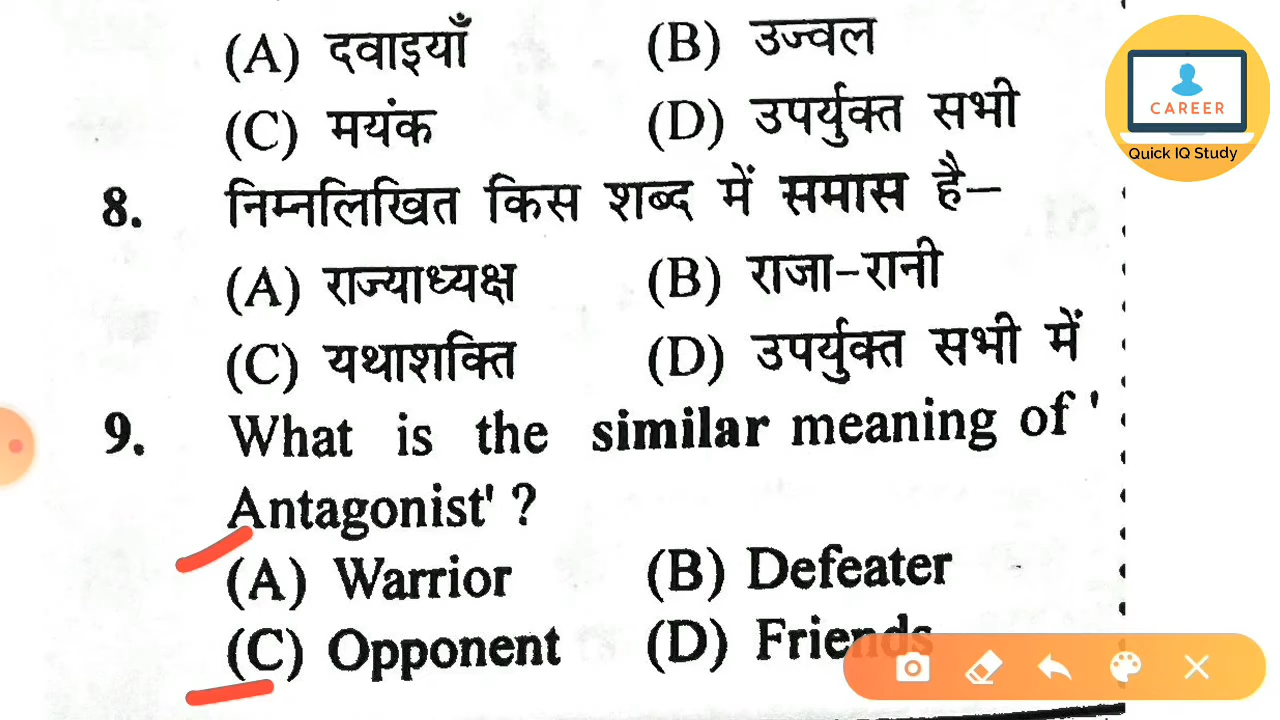 (A) दवाइयाँ (B) उज्वल
(C) मयंक (D) उपर्युक्त सभी
8. निम्नलिखित किस शब्द में समास है–
(A) राज्याध्यक्ष (B) राजा-रानी
(C) यथाशक्ति (D) उपर्युक्त सभी में
9. What is the similar meaning of '
Antagonist' ?
(A) Warrior (B) Defeater
(C) Opponent (D) Friends
CAREER
Quick IQ Study